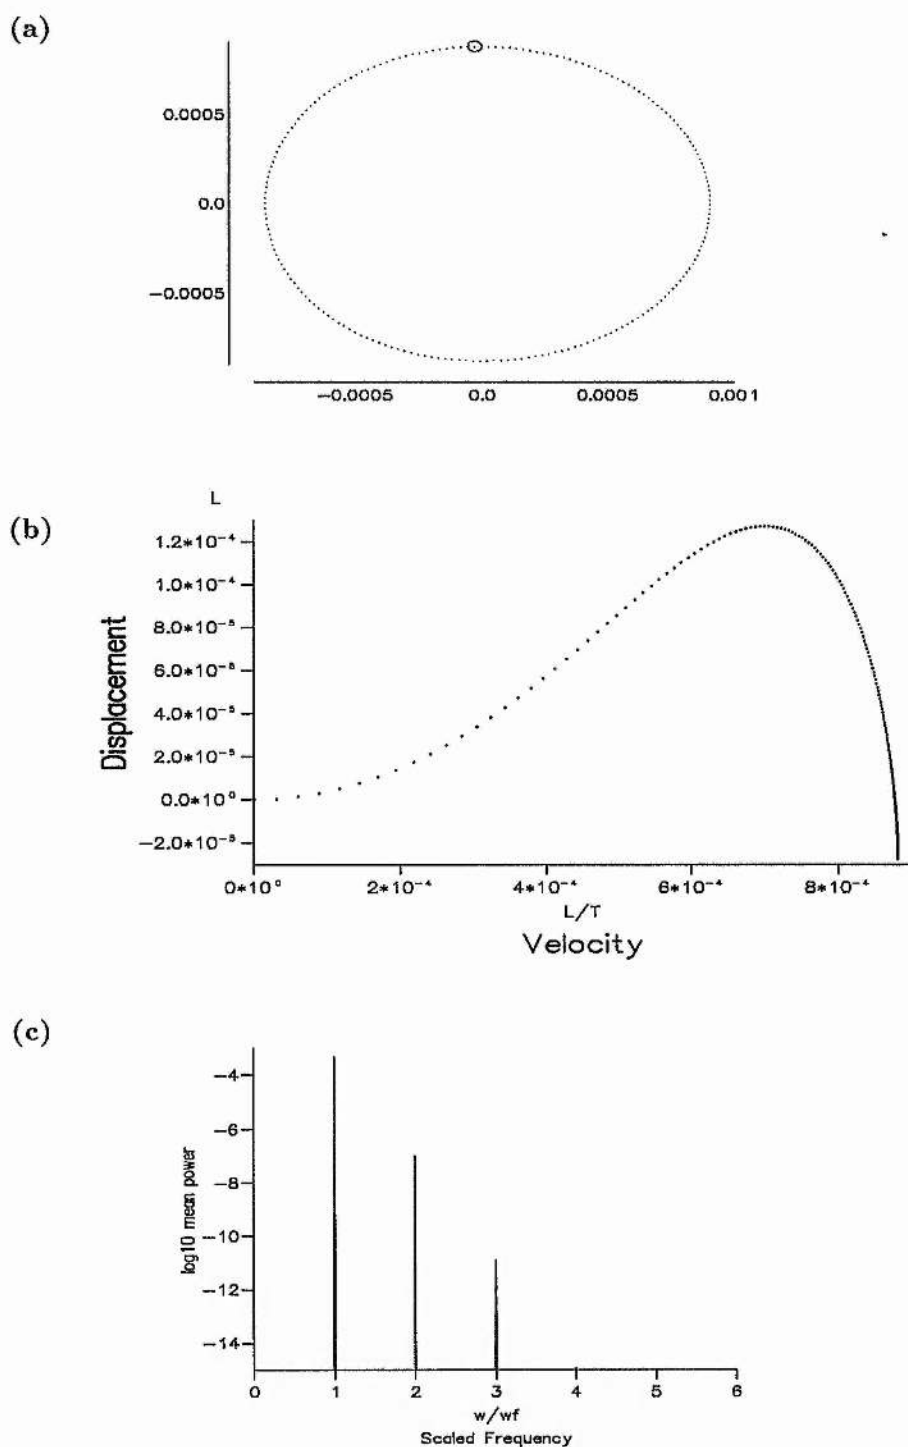 (a)
0.0005
0.0
−0.0005
−0.0005 0.0 0.0005 0.001
(b)
L
1.2*10⁻⁴
1.0*10⁻⁴
8.0*10⁻⁵
6.0*10⁻⁵
4.0*10⁻⁵
2.0*10⁻⁵
0.0*10⁰
−2.0*10⁻⁵
Displacement
0*10⁰ 2*10⁻⁴ 4*10⁻⁴ 6*10⁻⁴ 8*10⁻⁴
L/T
Velocity
(c)
−4
−6
−8
−10
−12
−14
log10 mean power
0 1 2 3 4 5 6
w/wf
Scaled Frequency